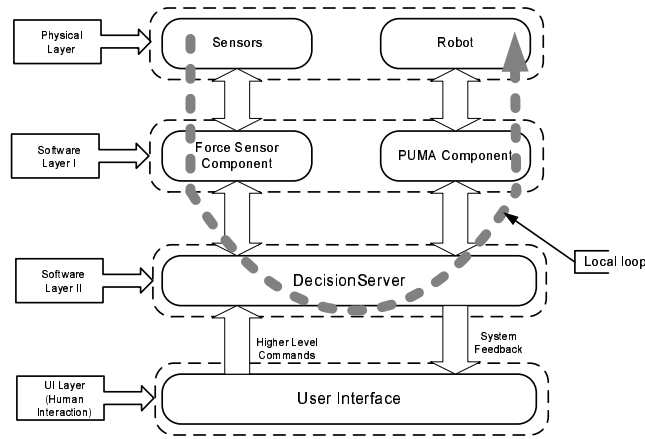 Physical
Layer
Sensors
Robot
Software
Layer I
Force Sensor
Component
PUMA Component
Local loop
Software
Layer II
DecisionServer
Higher Level
Commands
System
Feedback
UI Layer
(Human
Interaction)
User Interface